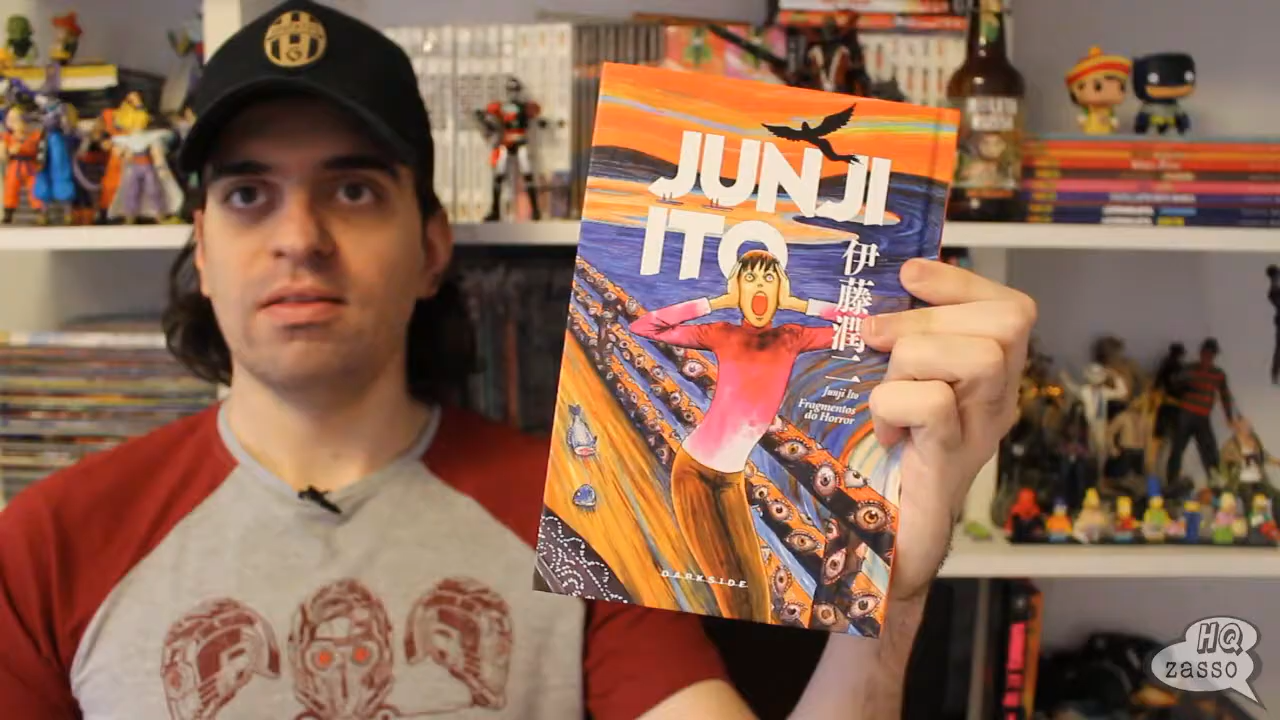 JUNJI
ITO
伊藤潤二
Junji Ito
Fragmentos
do Horror
DARKSIDE
HQ
zasso